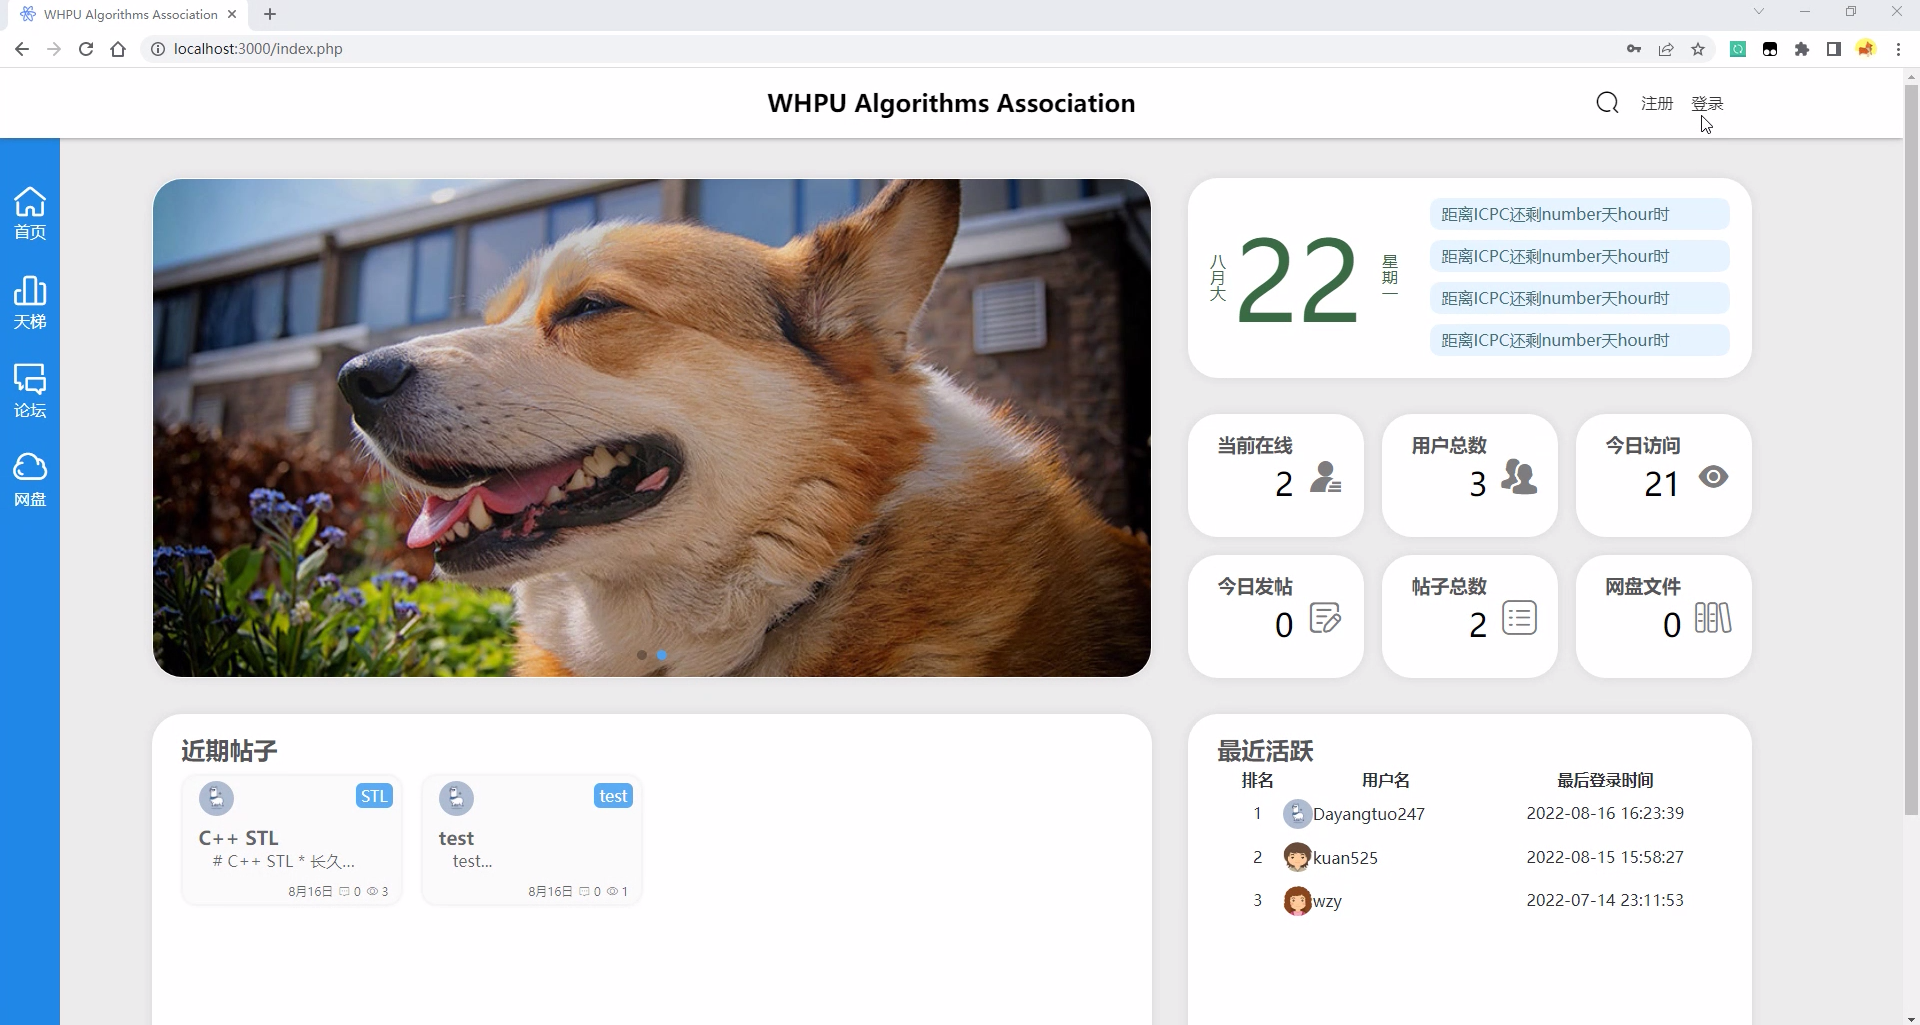 WHPU Algorithms Association
localhost:3000/index.php
WHPU Algorithms Association
注册 登录
首页
天梯
论坛
网盘
八月大
22
星期一
距离ICPC还剩number天hour时
距离ICPC还剩number天hour时
距离ICPC还剩number天hour时
距离ICPC还剩number天hour时
当前在线
2
用户总数
3
今日访问
21
今日发帖
0
帖子总数
2
网盘文件
0
近期帖子
STL
C++ STL
# C++ STL * 长久...
8月16日 0 3
test
test
test...
8月16日 0 1
最近活跃
排名 用户名 最后登录时间
1 Dayangtuo247 2022-08-16 16:23:39
2 kuan525 2022-08-15 15:58:27
3 wzy 2022-07-14 23:11:53